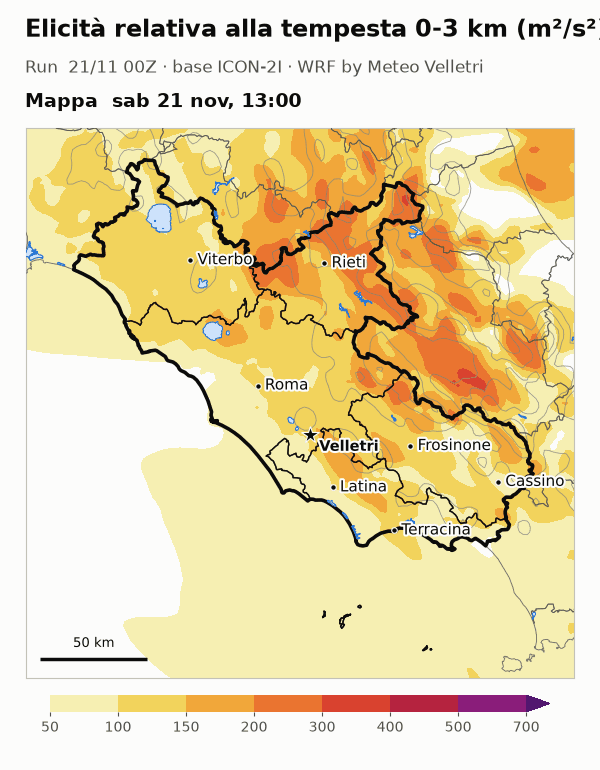 Elicità relativa alla tempesta 0-3 km (m²/s²)
Run 21/11 00Z · base ICON-2I · WRF by Meteo Velletri
Mappa sab 21 nov, 13:00
Viterbo
Rieti
Roma
Velletri
Frosinone
Cassino
Latina
Terracina
50 km
50 100 150 200 300 400 500 700